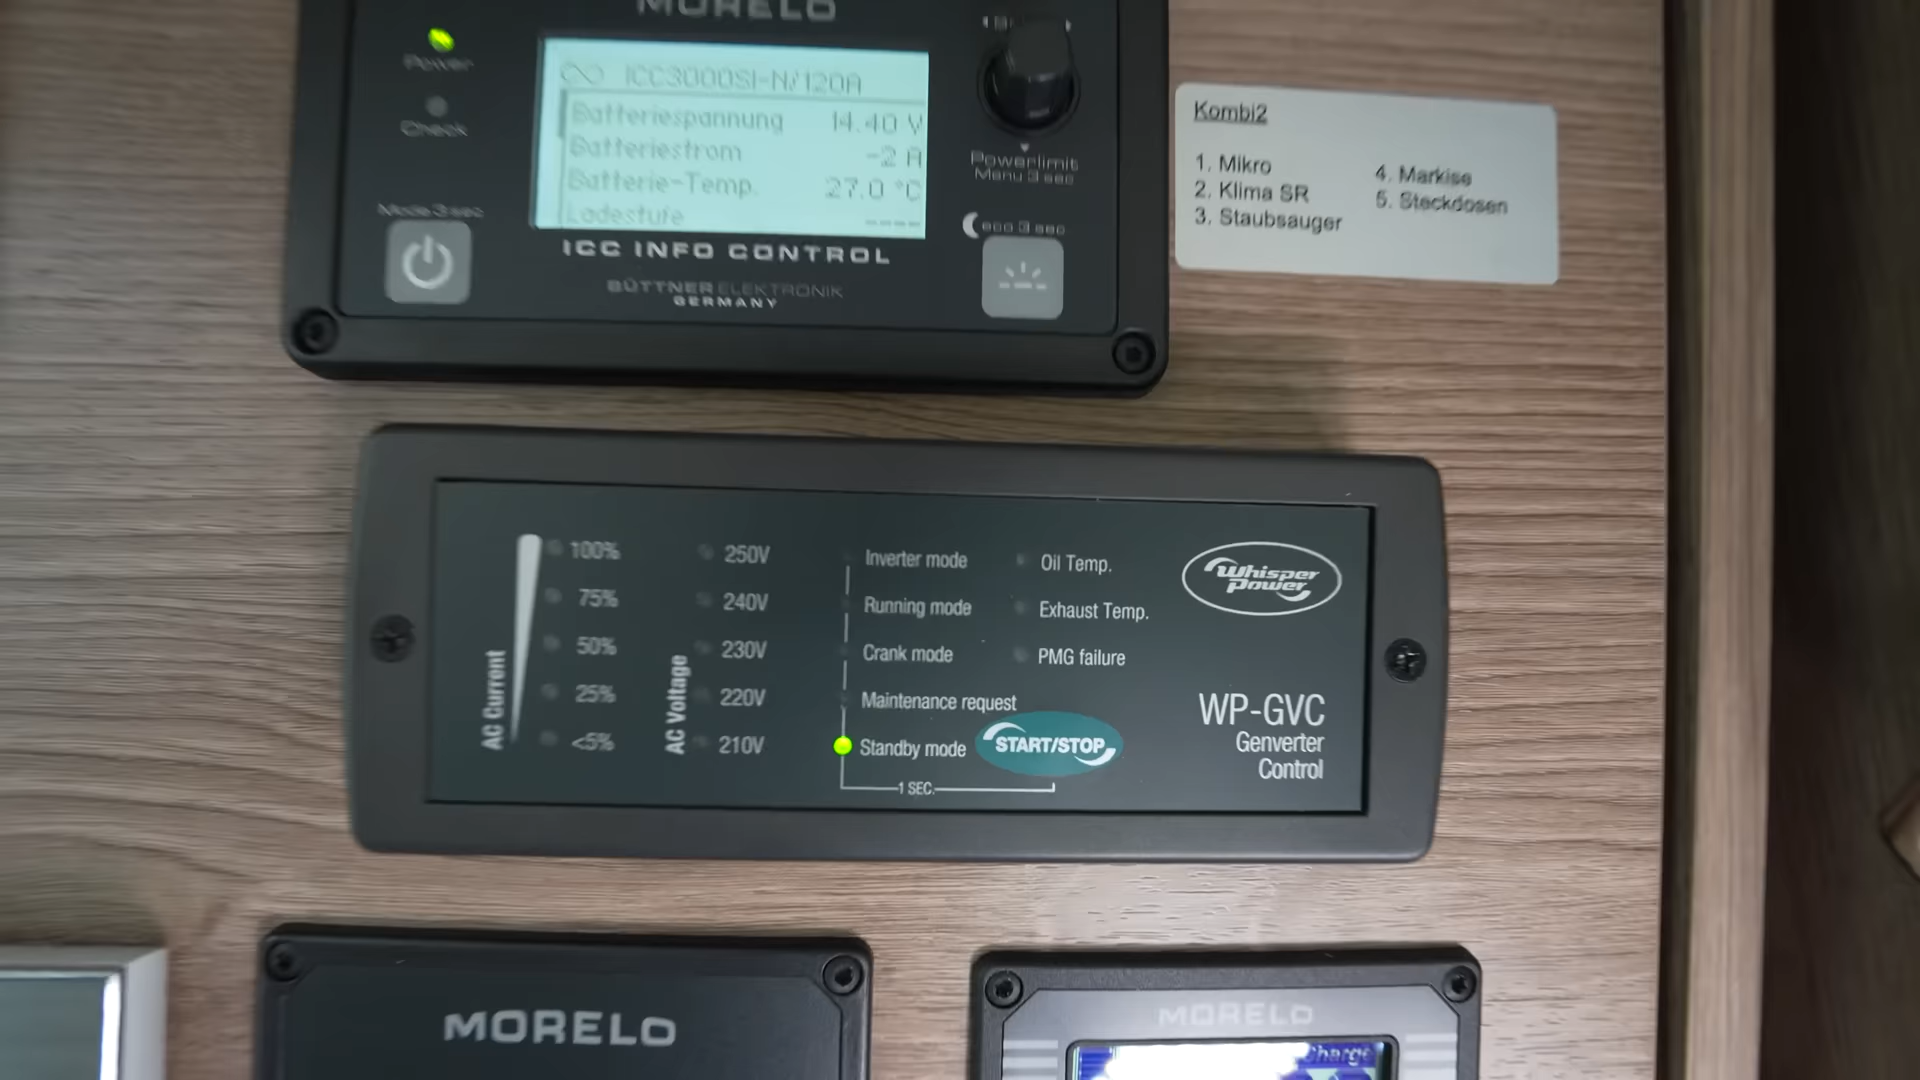 MORELO
Power
Check
Mode 3 sec
ICC3000SI-N/120A
Batteriespannung 14.40 V
Batteriestrom -2 A
Batterie-Temp. 27.0 °C
Ladestufe ----
Powerlimit
Menu 3 sec
eco 3 sec
ICC INFO CONTROL
BÜTTNER ELEKTRONIK
GERMANY
Kombi2
1. Mikro
2. Klima SR
3. Staubsauger
4. Markise
5. Steckdosen
AC Current
100%
75%
50%
25%
<5%
AC Voltage
250V
240V
230V
220V
210V
Inverter mode
Running mode
Crank mode
Maintenance request
Standby mode
START/STOP
1 SEC.
Oil Temp.
Exhaust Temp.
PMG failure
Whisper
Power
WP-GVC
Genverter
Control
MORELO
MORELO
Charge